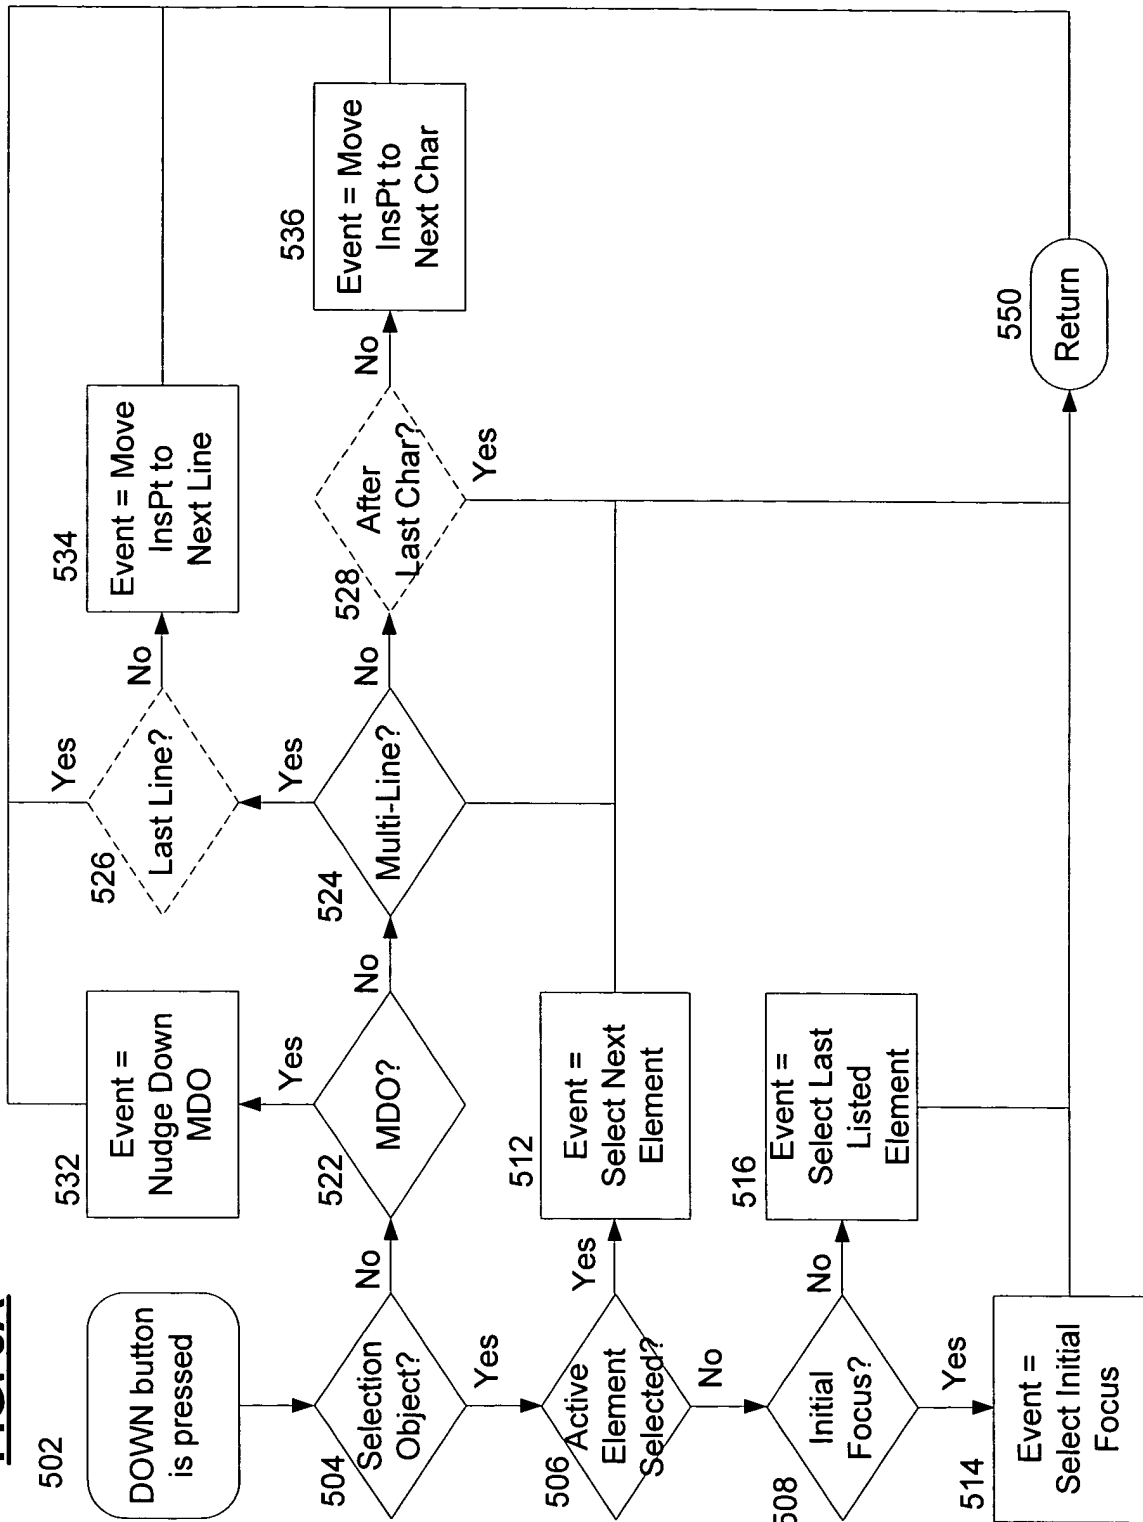 502
DOWN button
is pressed
504
Selection
Object?
No
Yes
506
Active
Element
Selected?
Yes
No
508
Initial
Focus?
No
Yes
514
Event =
Select Initial
Focus
516
Event =
Select Last
Listed
Element
512
Event =
Select Next
Element
522
MDO?
Yes
No
532
Event =
Nudge Down
MDO
524
Multi-Line?
Yes
No
526
Last Line?
Yes
No
534
Event = Move
InsPt to
Next Line
528
After
Last Char?
No
Yes
536
Event = Move
InsPt to
Next Char
550
Return